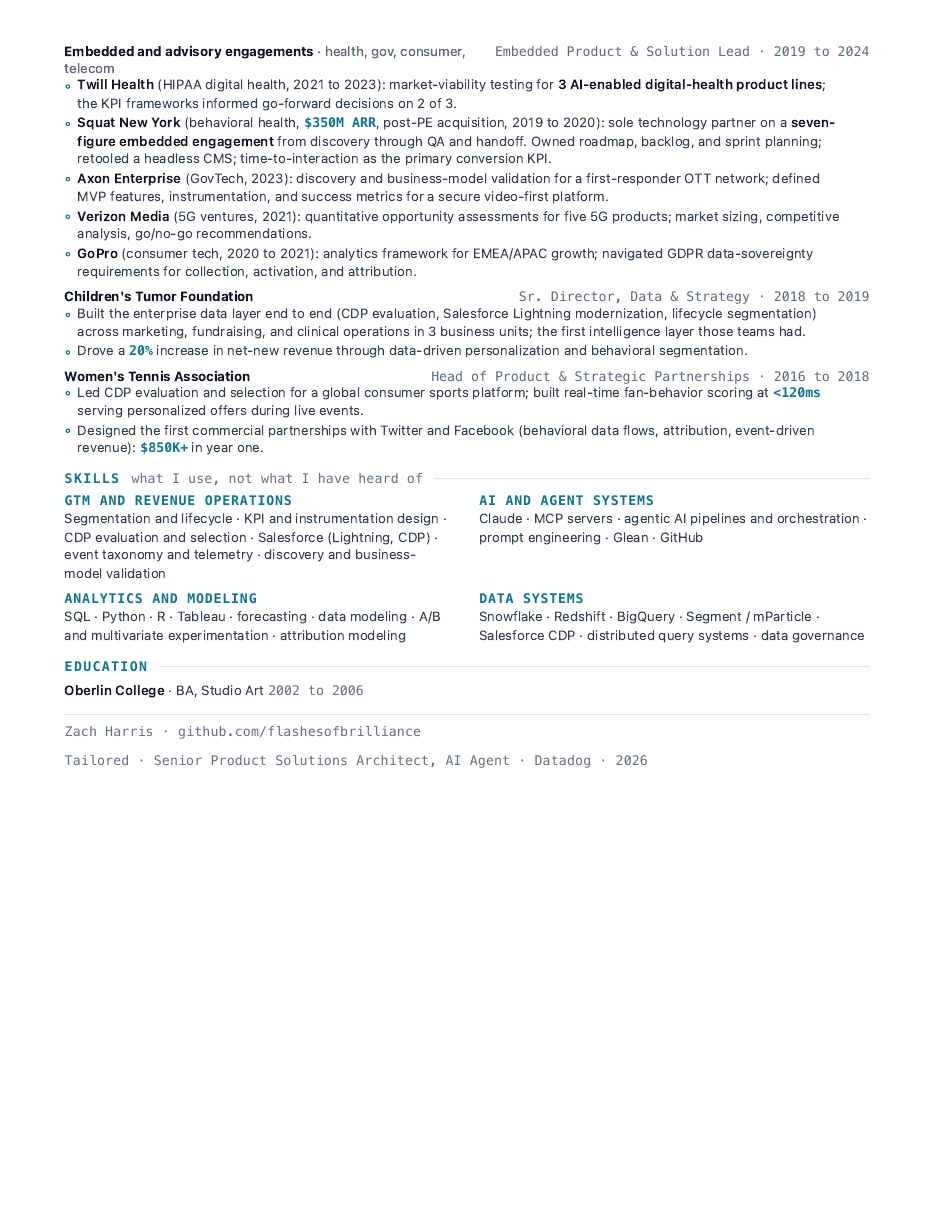 Embedded and advisory engagements · health, gov, consumer, telecom
Embedded Product & Solution Lead · 2019 to 2024
Twill Health (HIPAA digital health, 2021 to 2023): market-viability testing for 3 AI-enabled digital-health product lines;
the KPI frameworks informed go-forward decisions on 2 of 3.
Squat New York (behavioral health, $350M ARR, post-PE acquisition, 2019 to 2020): sole technology partner on a seven-
figure embedded engagement from discovery through QA and handoff. Owned roadmap, backlog, and sprint planning;
retooled a headless CMS; time-to-interaction as the primary conversion KPI.
Axon Enterprise (GovTech, 2023): discovery and business-model validation for a first-responder OTT network; defined
MVP features, instrumentation, and success metrics for a secure video-first platform.
Verizon Media (5G ventures, 2021): quantitative opportunity assessments for five 5G products; market sizing, competitive
analysis, go/no-go recommendations.
GoPro (consumer tech, 2020 to 2021): analytics framework for EMEA/APAC growth; navigated GDPR data-sovereignty
requirements for collection, activation, and attribution.
Children's Tumor Foundation
Sr. Director, Data & Strategy · 2018 to 2019
Built the enterprise data layer end to end (CDP evaluation, Salesforce Lightning modernization, lifecycle segmentation)
across marketing, fundraising, and clinical operations in 3 business units; the first intelligence layer those teams had.
Drove a 20% increase in net-new revenue through data-driven personalization and behavioral segmentation.
Women's Tennis Association
Head of Product & Strategic Partnerships · 2016 to 2018
Led CDP evaluation and selection for a global consumer sports platform; built real-time fan-behavior scoring at <120ms
serving personalized offers during live events.
Designed the first commercial partnerships with Twitter and Facebook (behavioral data flows, attribution, event-driven
revenue): $850K+ in year one.
SKILLS what I use, not what I have heard of
GTM AND REVENUE OPERATIONS
Segmentation and lifecycle · KPI and instrumentation design ·
CDP evaluation and selection · Salesforce (Lightning, CDP) ·
event taxonomy and telemetry · discovery and business-
model validation
AI AND AGENT SYSTEMS
Claude · MCP servers · agentic AI pipelines and orchestration ·
prompt engineering · Glean · GitHub
ANALYTICS AND MODELING
SQL · Python · R · Tableau · forecasting · data modeling · A/B
and multivariate experimentation · attribution modeling
DATA SYSTEMS
Snowflake · Redshift · BigQuery · Segment / mParticle ·
Salesforce CDP · distributed query systems · data governance
EDUCATION
Oberlin College · BA, Studio Art 2002 to 2006
Zach Harris · github.com/flashesofbrilliance
Tailored · Senior Product Solutions Architect, AI Agent · Datadog · 2026